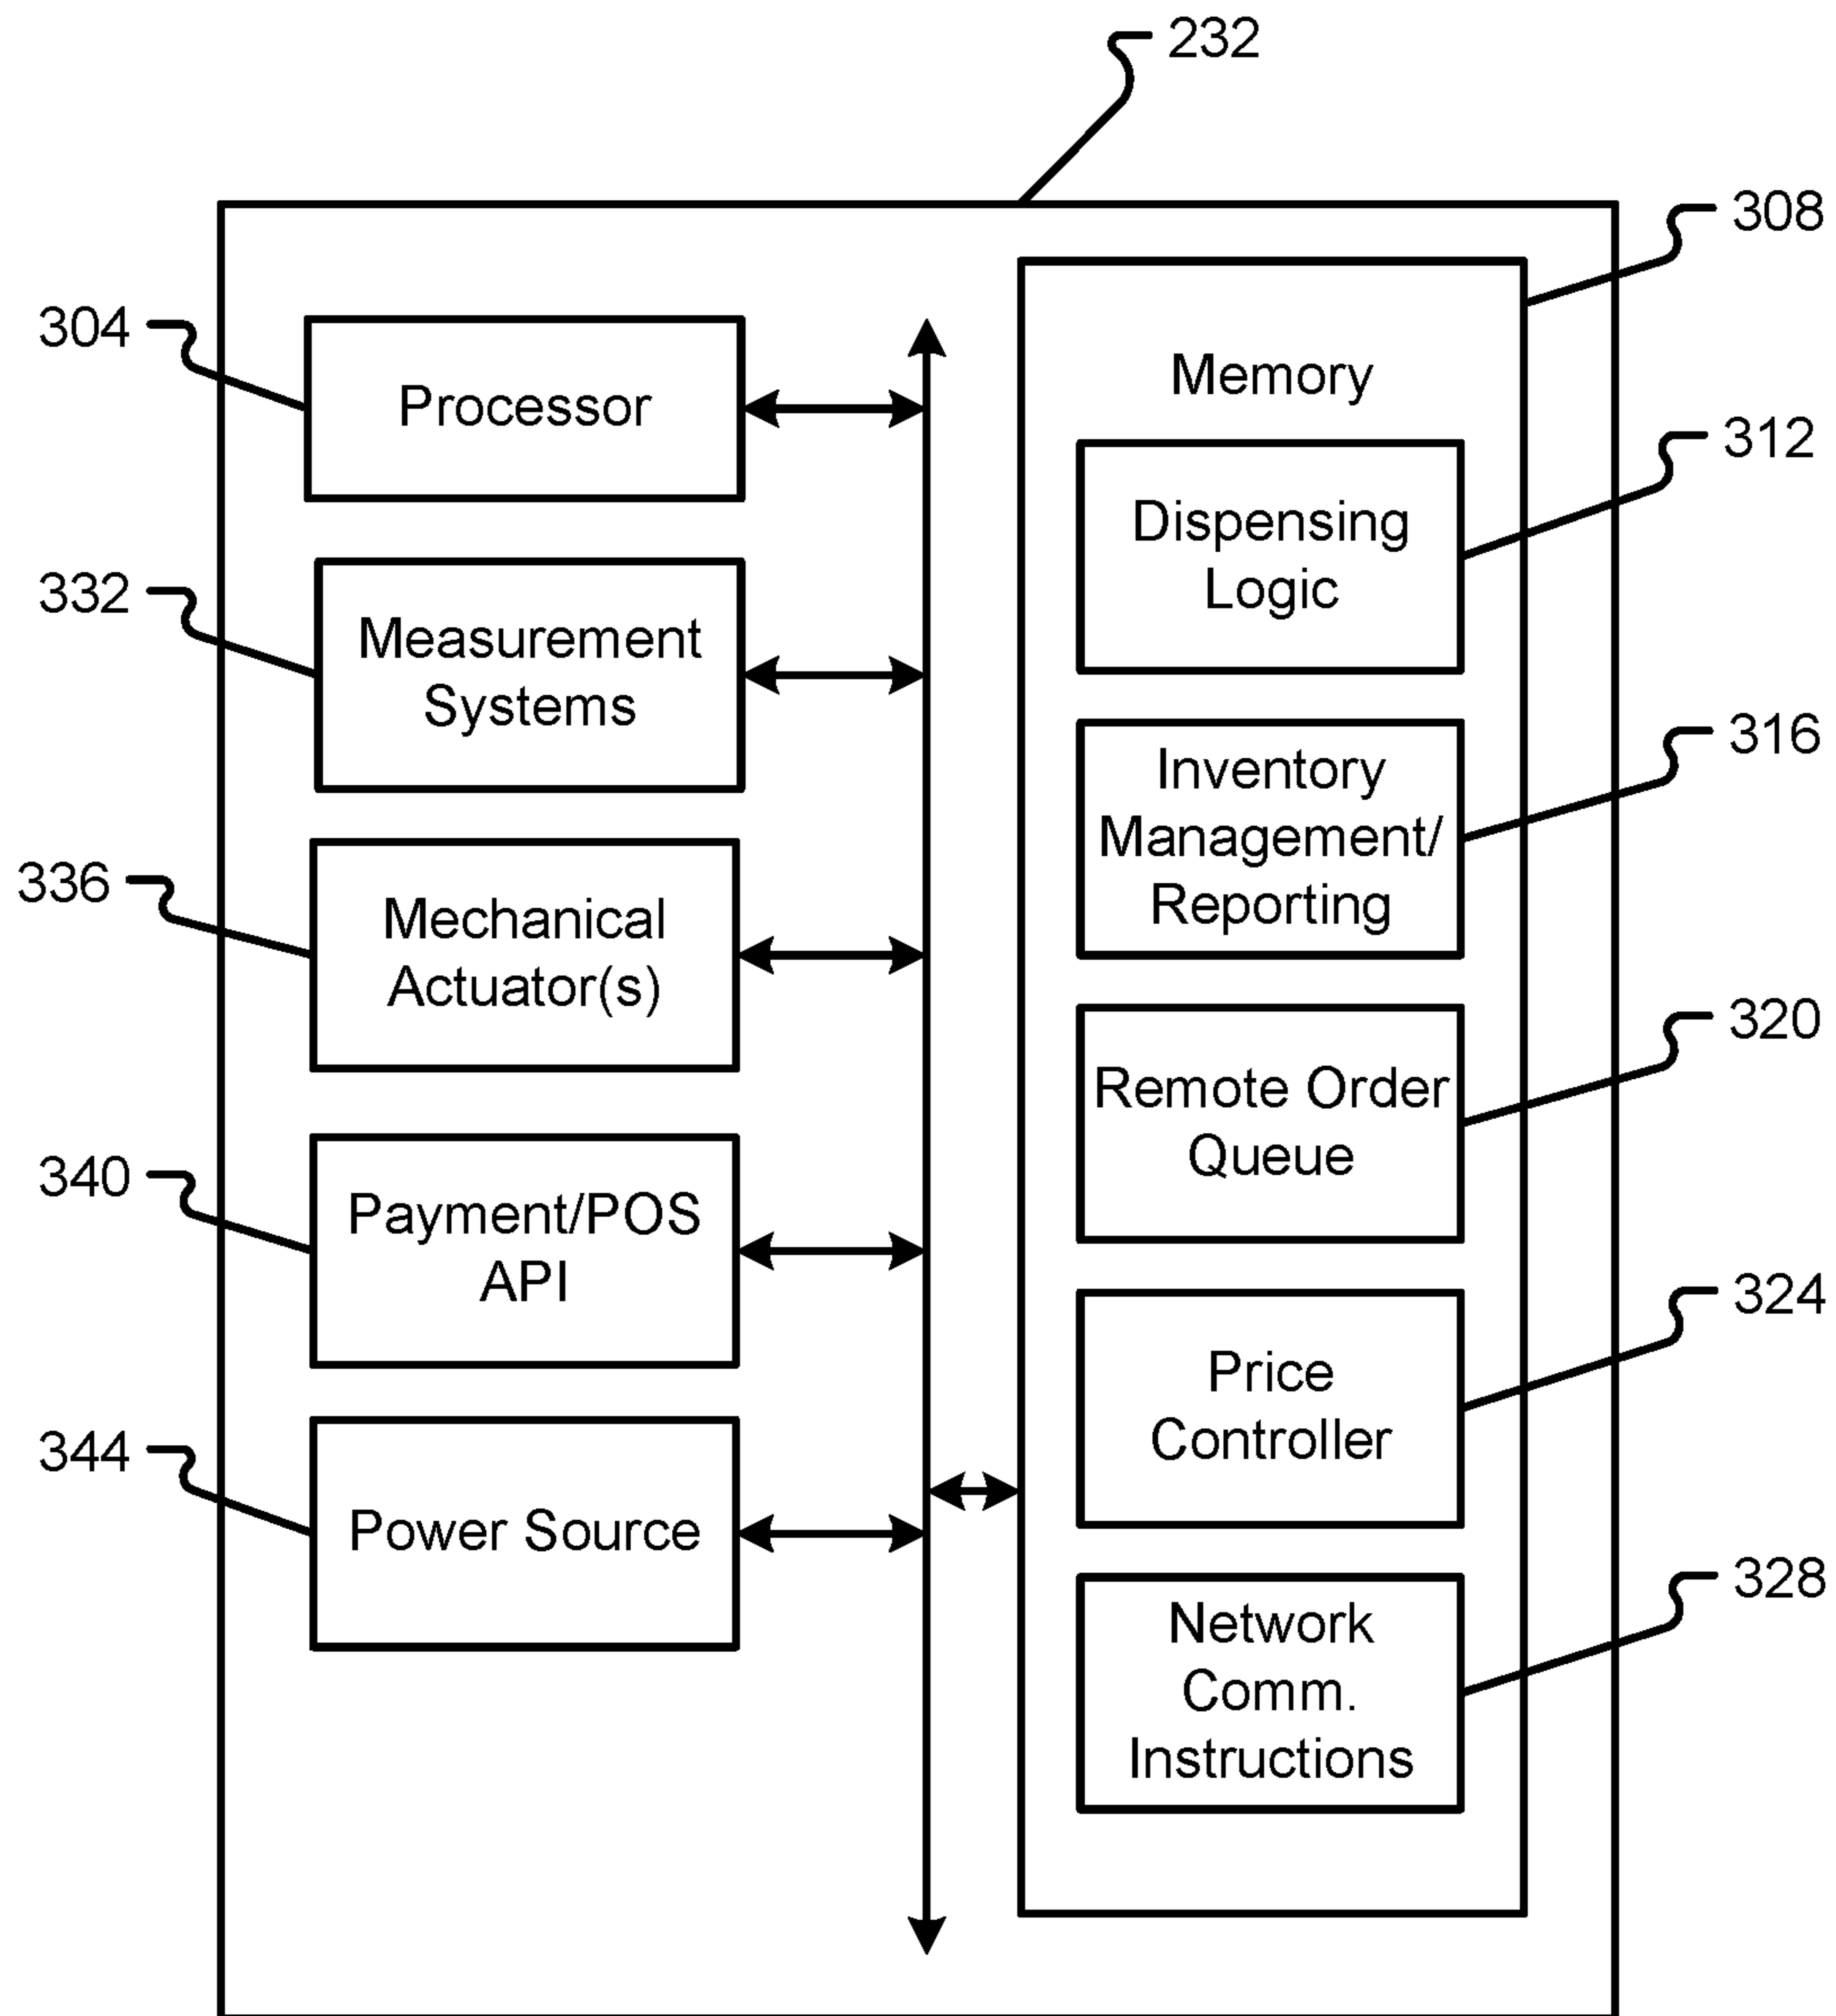 232
308
304
Processor
Memory
312
Dispensing
Logic
332
Measurement
Systems
316
Inventory
Management/
Reporting
336
Mechanical
Actuator(s)
320
Remote Order
Queue
340
Payment/POS
API
324
Price
Controller
344
Power Source
328
Network
Comm.
Instructions